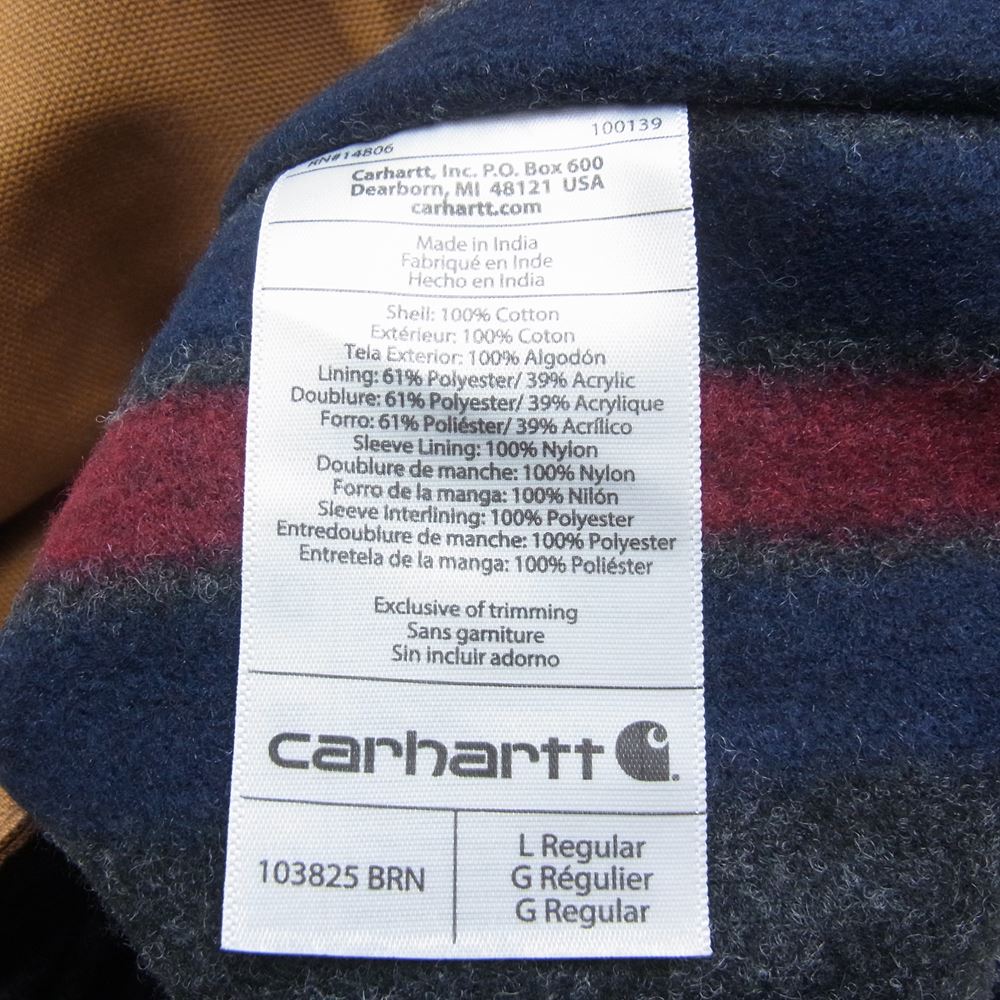 RN#14806 100139
Carhartt, Inc. P.O. Box 600
Dearborn, MI 48121 USA
carhartt.com
Made in India
Fabriqué en Inde
Hecho en India
Shell: 100% Cotton
Extérieur: 100% Coton
Tela Exterior: 100% Algodón
Lining: 61% Polyester/ 39% Acrylic
Doublure: 61% Polyester/ 39% Acrylique
Forro: 61% Poliéster/ 39% Acrílico
Sleeve Lining: 100% Nylon
Doublure de manche: 100% Nylon
Forro de la manga: 100% Nilón
Sleeve Interlining: 100% Polyester
Entredoublure de manche: 100% Polyester
Entretela de la manga: 100% Poliéster
Exclusive of trimming
Sans garniture
Sin incluir adorno
carhartt
103825 BRN
L Regular
G Régulier
G Regular